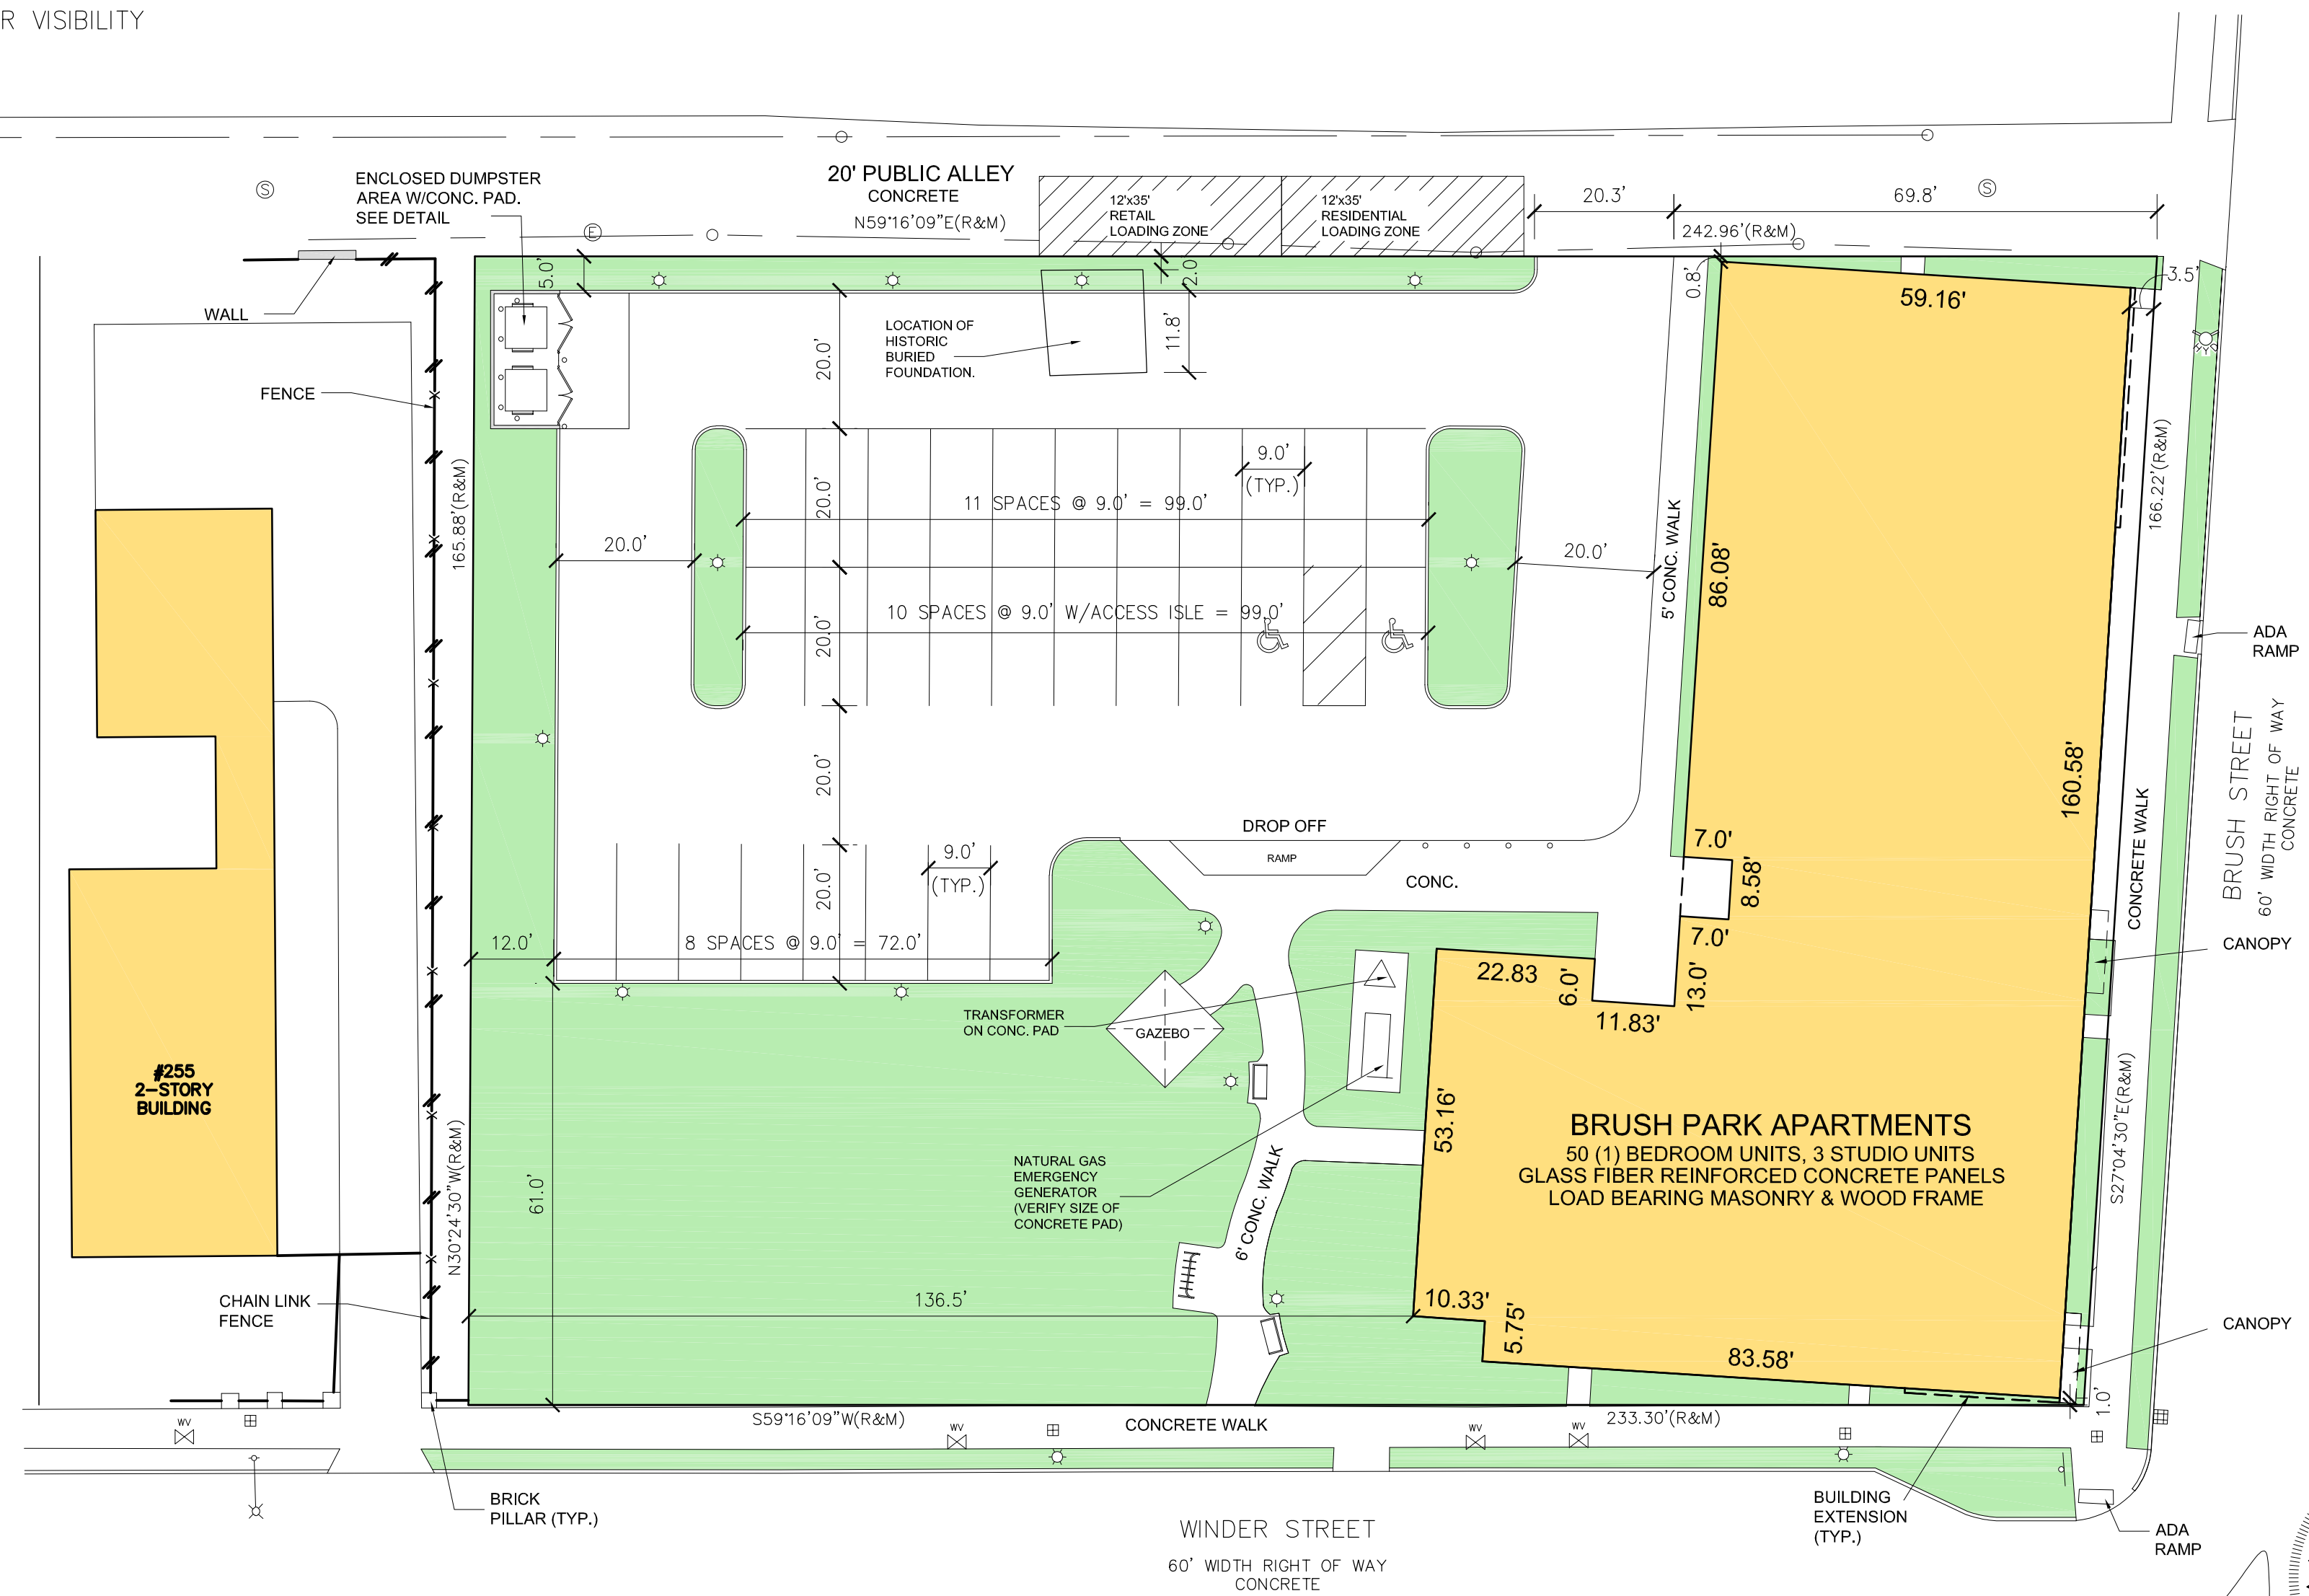 R VISIBILITY
ENCLOSED DUMPSTER
AREA W/CONC. PAD.
SEE DETAIL
20' PUBLIC ALLEY
CONCRETE
N59°16'09"E(R&M)
12'x35'
RETAIL
LOADING ZONE
12'x35'
RESIDENTIAL
LOADING ZONE
20.3'
69.8'
242.96'(R&M)
S
S
E
WALL
5.0'
2.0'
0.8'
3.5'
59.16'
LOCATION OF
HISTORIC
BURIED
FOUNDATION.
11.8'
20.0'
FENCE
165.88'(R&M)
9.0'
(TYP.)
20.0'
11 SPACES @ 9.0' = 99.0'
20.0'
20.0'
5' CONC. WALK
86.08'
166.22'(R&M)
10 SPACES @ 9.0' W/ACCESS ISLE = 99.0'
20.0'
ADA
RAMP
BRUSH STREET
60' WIDTH RIGHT OF WAY
CONCRETE
20.0'
160.58'
CONCRETE WALK
DROP OFF
RAMP
CONC.
7.0'
8.58'
7.0'
9.0'
(TYP.)
20.0'
12.0'
8 SPACES @ 9.0' = 72.0'
CANOPY
22.83
6.0'
13.0'
11.83'
TRANSFORMER
ON CONC. PAD
GAZEBO
#255
2-STORY
BUILDING
53.16'
BRUSH PARK APARTMENTS
50 (1) BEDROOM UNITS, 3 STUDIO UNITS
GLASS FIBER REINFORCED CONCRETE PANELS
LOAD BEARING MASONRY & WOOD FRAME
S27°04'30"E(R&M)
N30°24'30"W(R&M)
61.0'
NATURAL GAS
EMERGENCY
GENERATOR
(VERIFY SIZE OF
CONCRETE PAD)
6' CONC. WALK
CHAIN LINK
FENCE
136.5'
10.33'
5.75'
83.58'
CANOPY
1.0'
S59°16'09"W(R&M)
CONCRETE WALK
233.30'(R&M)
WV
WV
WV
WV
BRICK
PILLAR (TYP.)
BUILDING
EXTENSION
(TYP.)
ADA
RAMP
WINDER STREET
60' WIDTH RIGHT OF WAY
CONCRETE